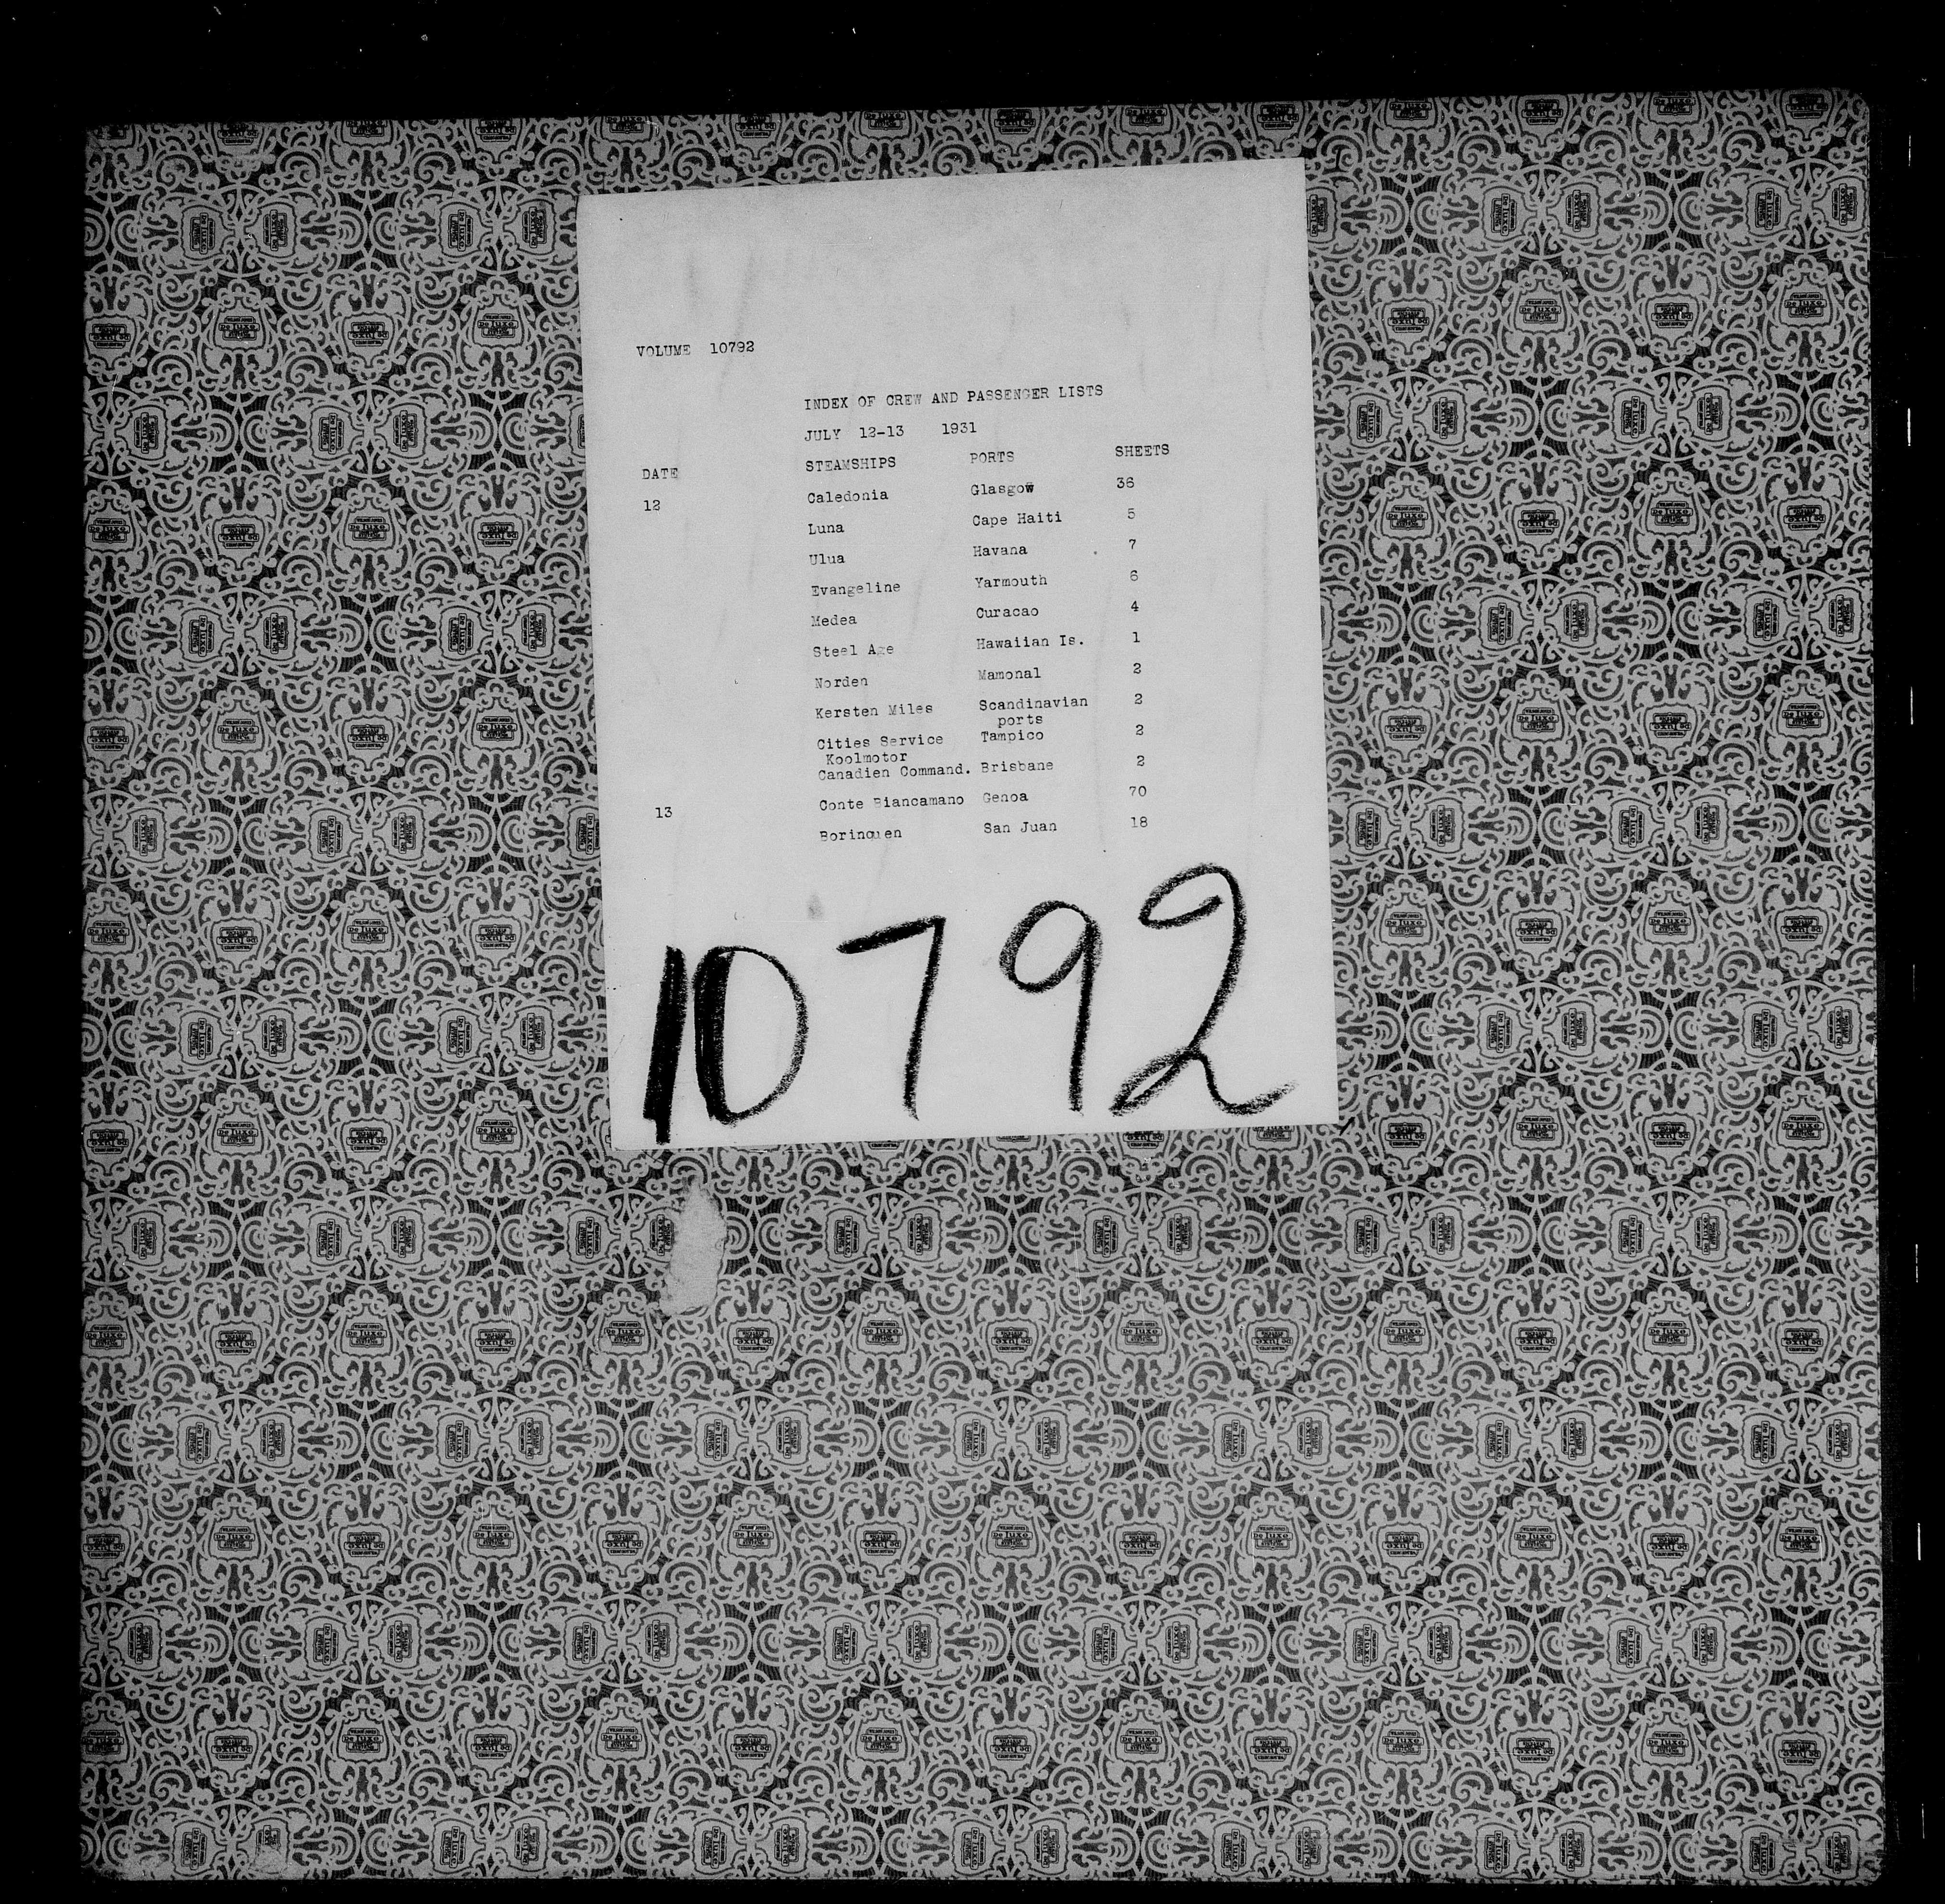 VOLUME 10792
INDEX OF CREW AND PASSENGER LISTS
JULY 12-13 1931
DATE STEAMSHIPS PORTS SHEETS
12 Caledonia Glasgow 36
Luna Cape Haiti 5
Ulua Havana 7
Evangeline Yarmouth 6
Medea Curacao 4
Steel Age Hawaiian Is. 1
Norden Mamonal 2
Kersten Miles Scandinavian 2
ports
Cities Service Tampico 2
Koolmotor
Canadien Command. Brisbane 2
13 Conte Biancamano Genoa 70
Borinquen San Juan 18
10792
De luxe